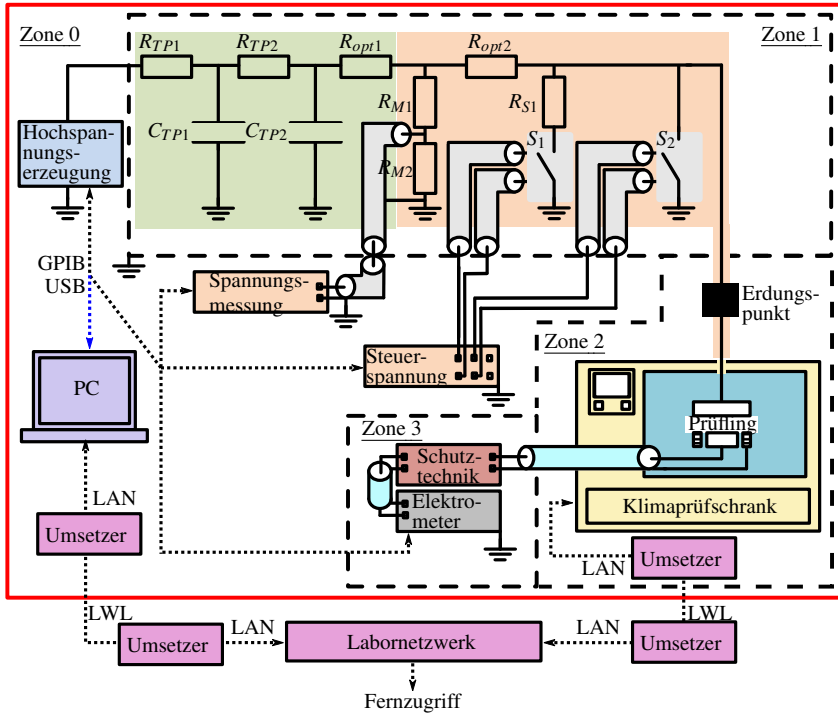 Zone 0
R_TP1
R_TP2
R_opt1
R_opt2
Zone 1
R_M1
R_S1
Hochspan-
nungs-
erzeugung
C_TP1
C_TP2
R_M2
S_1
S_2
GPIB
USB
Spannungs-
messung
Erdungs-
punkt
Steuer-
spannung
Zone 2
PC
Prüfling
Zone 3
Schutz-
technik
Elektro-
meter
LAN
Klimaprüfschrank
Umsetzer
LAN
Umsetzer
LWL
LWL
Umsetzer
LAN
Labornetzwerk
LAN
Umsetzer
Fernzugriff